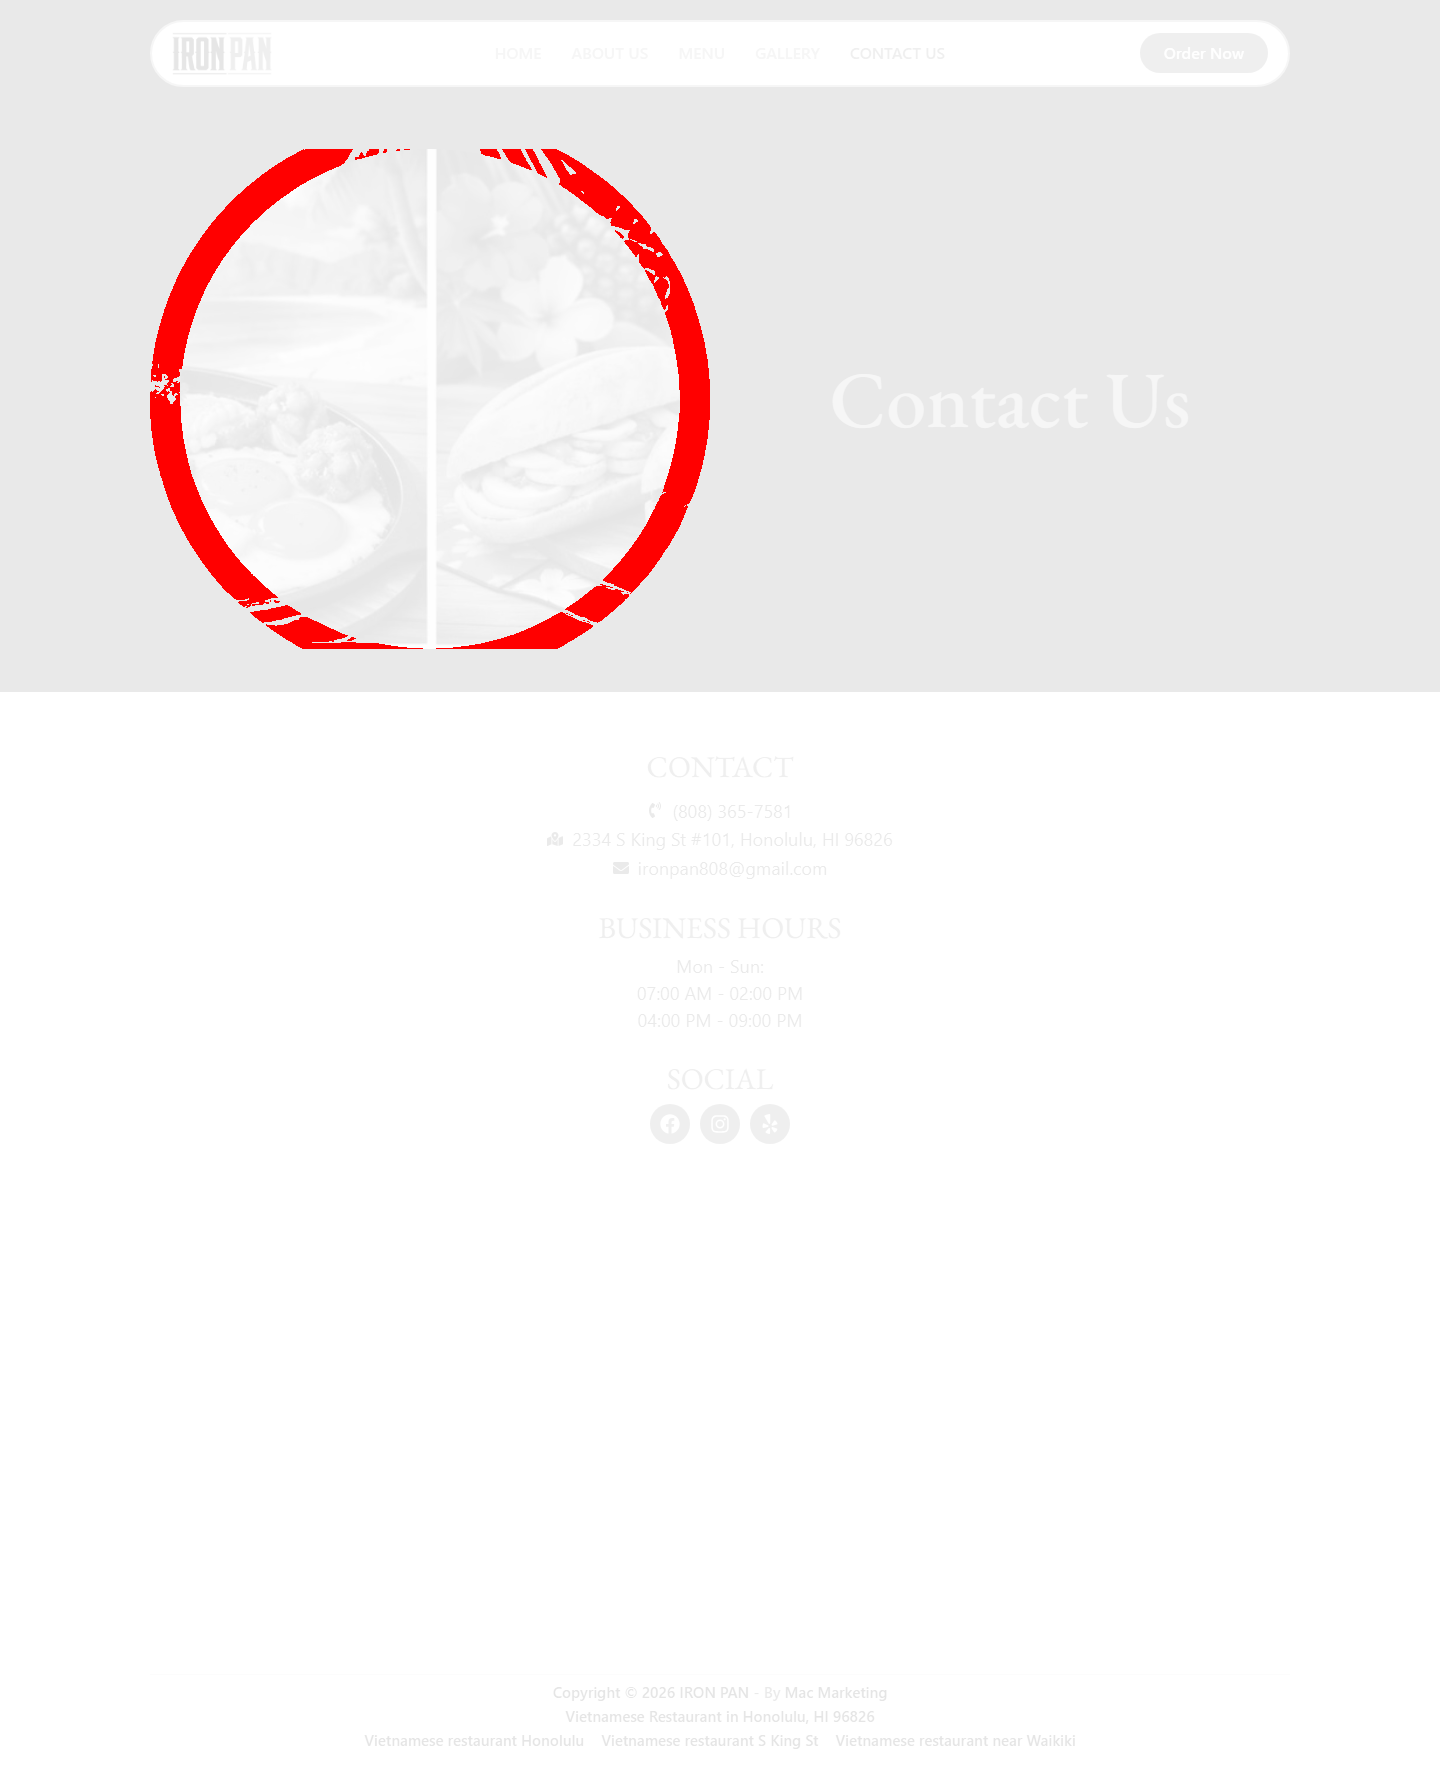 IRON PAN
HOME ABOUT US MENU GALLERY CONTACT US
Order Now
Contact Us
CONTACT
(808) 365-7581
2334 S King St #101, Honolulu, HI 96826
ironpan808@gmail.com
BUSINESS HOURS
Mon - Sun:
07:00 AM - 02:00 PM
04:00 PM - 09:00 PM
SOCIAL
Copyright © 2026 IRON PAN - By Mac Marketing
Vietnamese Restaurant in Honolulu, HI 96826
Vietnamese restaurant Honolulu Vietnamese restaurant S King St Vietnamese restaurant near Waikiki